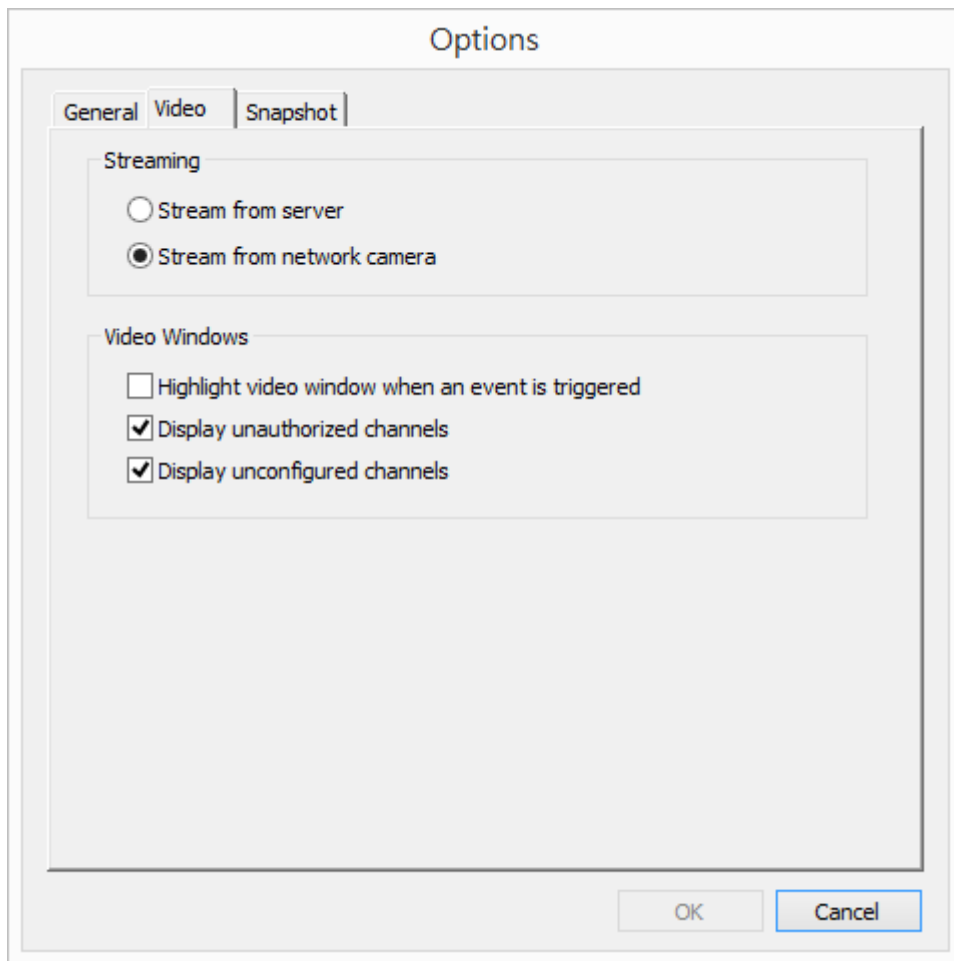 Options
General Video Snapshot
Streaming
Stream from server
Stream from network camera
Video Windows
Highlight video window when an event is triggered
Display unauthorized channels
Display unconfigured channels
OK Cancel